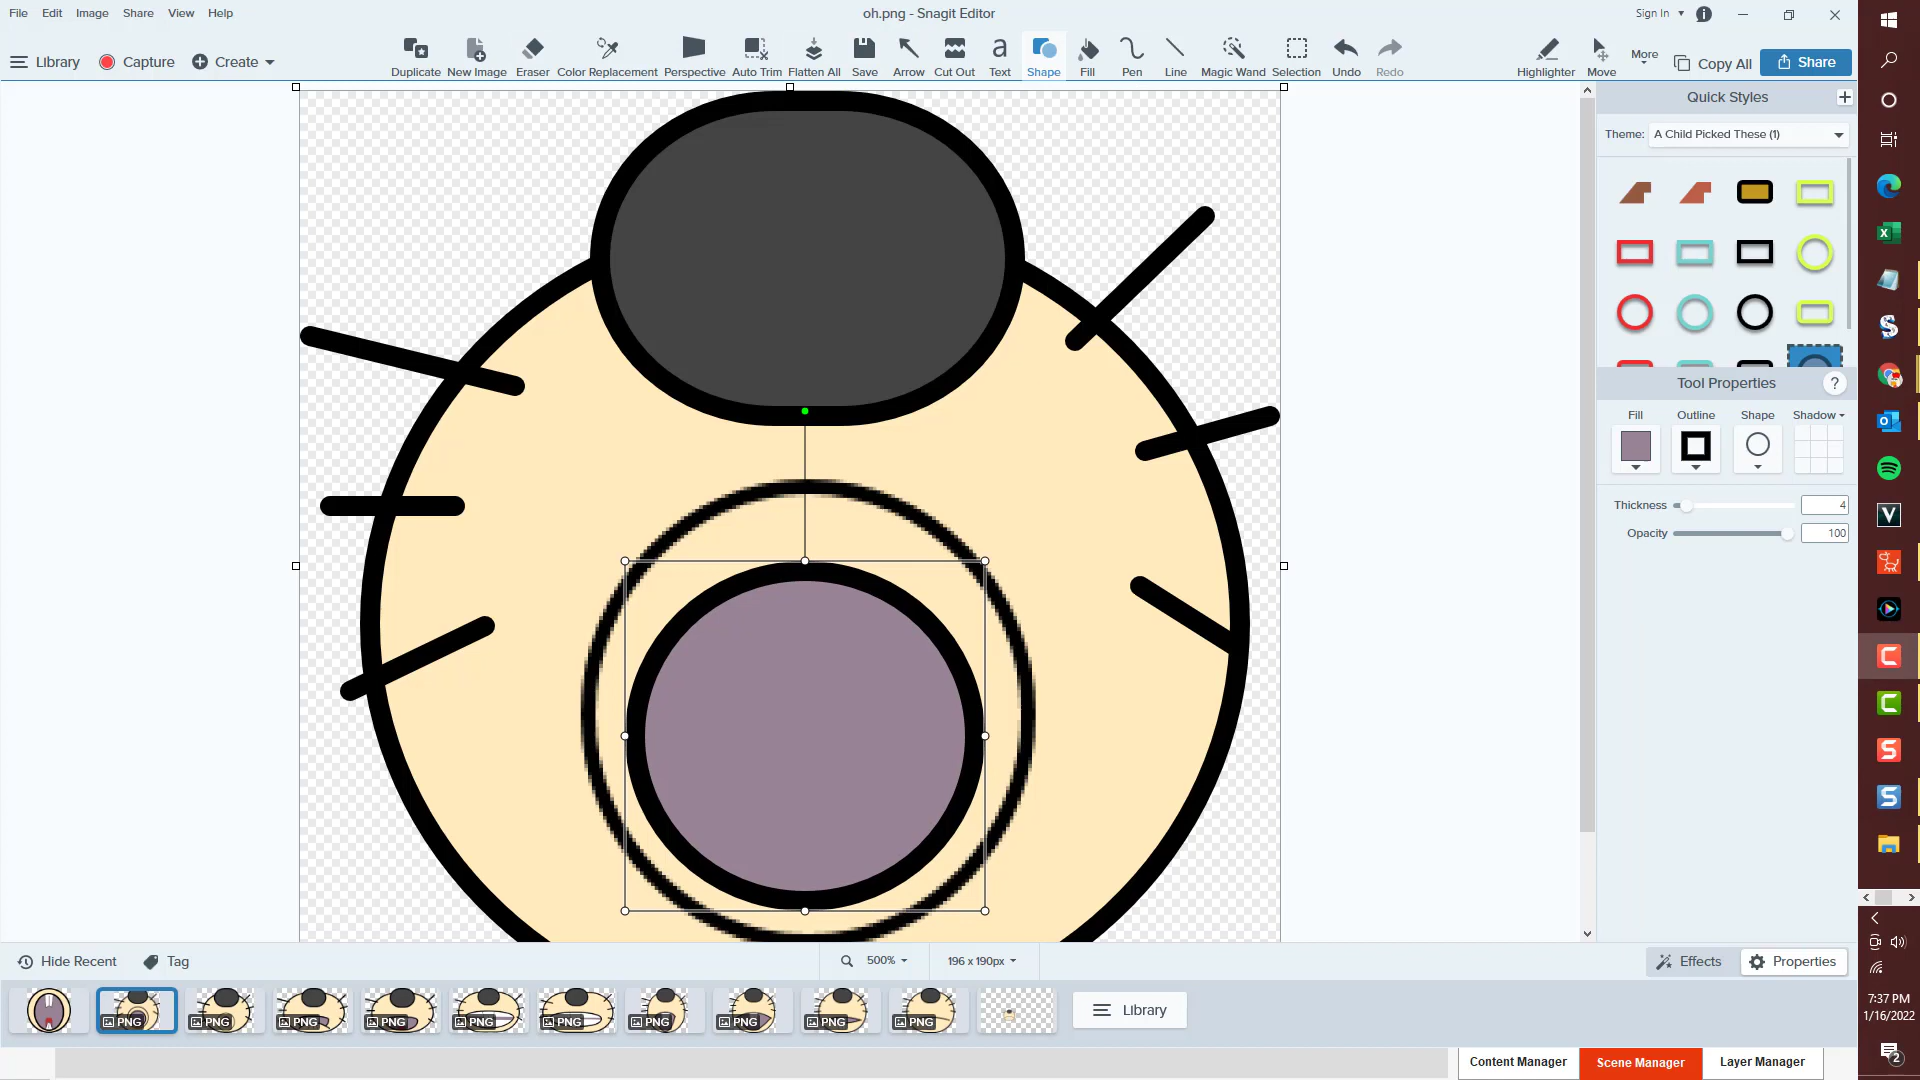 File Edit Image Share View Help
oh.png - Snagit Editor
Sign In
Library Capture Create
Duplicate New Image Eraser Color Replacement Perspective Auto Trim Flatten All Save Arrow Cut Out Text Shape Fill Pen Line Magic Wand Selection Undo Redo
Highlighter Move More Copy All Share
Quick Styles
Theme: A Child Picked These (1)
Tool Properties ?
Fill Outline Shape Shadow
Thickness 4
Opacity 100
Hide Recent Tag
500% 196 x 190px
Effects Properties
PNG PNG PNG PNG PNG PNG PNG PNG PNG PNG
Library
7:37 PM
1/16/2022
2
Content Manager Scene Manager Layer Manager